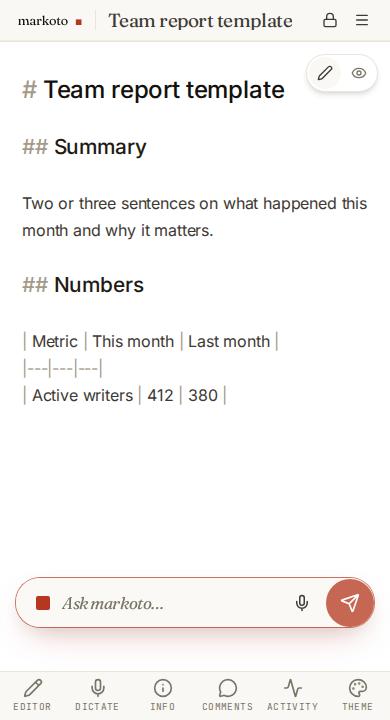 markoto
Team report template
# Team report template
## Summary
Two or three sentences on what happened this
month and why it matters.
## Numbers
| Metric | This month | Last month |
|---|---|---|
| Active writers | 412 | 380 |
Ask markoto...
EDITOR DICTATE INFO COMMENTS ACTIVITY THEME